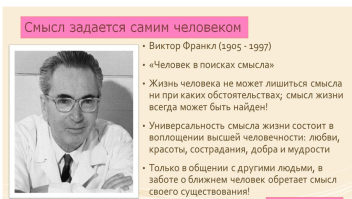 Смысл задается самим человеком
• Виктор Франкл (1905 - 1997)
• «Человек в поисках смысла»
• Жизнь человека не может лишиться смысла
ни при каких обстоятельствах; смысл жизни
всегда может быть найден!
• Универсальность смысла жизни состоит в
воплощении высшей человечности: любви,
красоты, сострадания, добра и мудрости
• Только в общении с другими людьми, в
заботе о ближнем человек обретает смысл
своего существования!